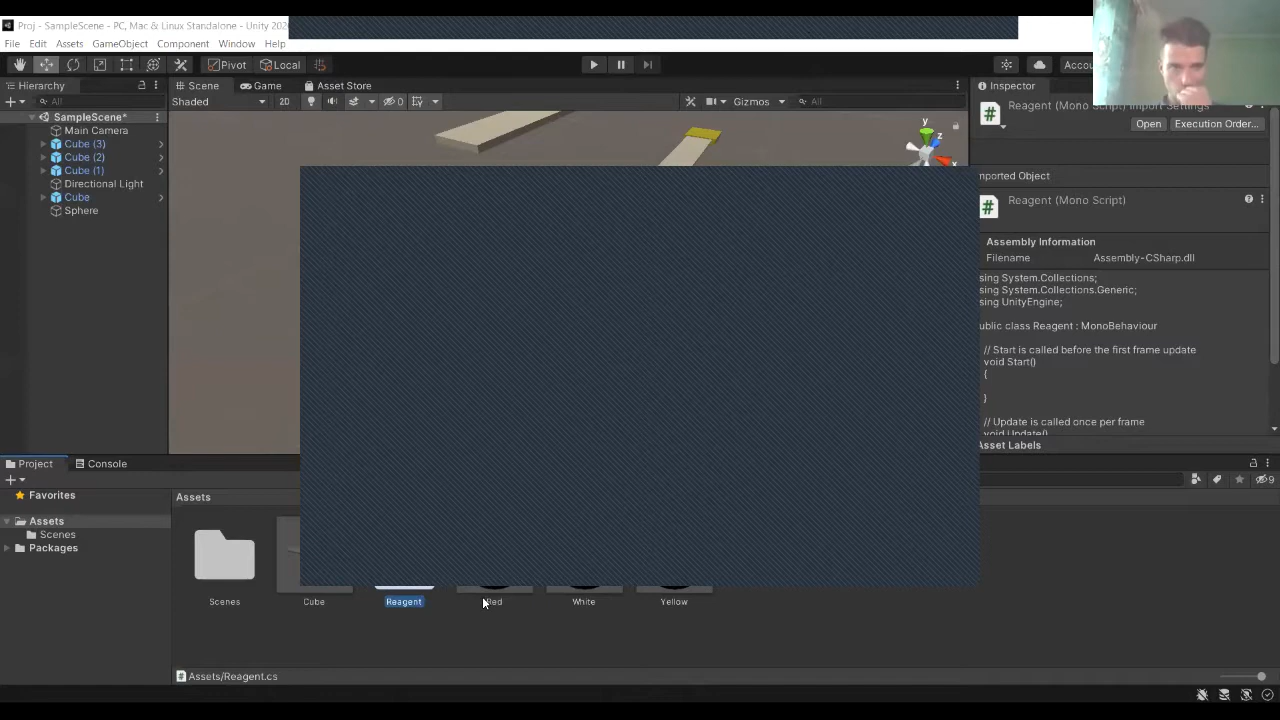 Proj - SampleScene - PC, Mac & Linux Standalone - Unity 202
File Edit Assets GameObject Component Window Help
Pivot Local
Hierarchy Scene Game Asset Store Inspector
All Shaded 2D 0 Gizmos All
Reagent (Mono Script) Import Settings
Open Execution Order...
SampleScene*
Main Camera
Cube (3)
Cube (2)
Cube (1)
Directional Light
Cube
Sphere
y
z
x
mported Object
Reagent (Mono Script)
Assembly Information
Filename Assembly-CSharp.dll
sing System.Collections;
sing System.Collections.Generic;
sing UnityEngine;
ublic class Reagent : MonoBehaviour
// Start is called before the first frame update
void Start()
{
}
// Update is called once per frame
void Update()
Asset Labels
Project Console
9
Favorites
Assets
Scenes
Packages
Assets
Scenes Cube Reagent Red White Yellow
Assets/Reagent.cs